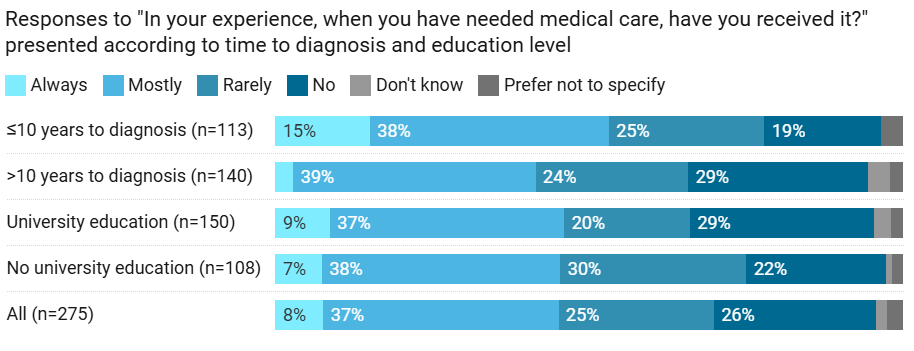 Responses to "In your experience, when you have needed medical care, have you received it?"
presented according to time to diagnosis and education level
Always Mostly Rarely No Don't know Prefer not to specify
≤10 years to diagnosis (n=113) 15% 38% 25% 19%
>10 years to diagnosis (n=140) 39% 24% 29%
University education (n=150) 9% 37% 20% 29%
No university education (n=108) 7% 38% 30% 22%
All (n=275) 8% 37% 25% 26%